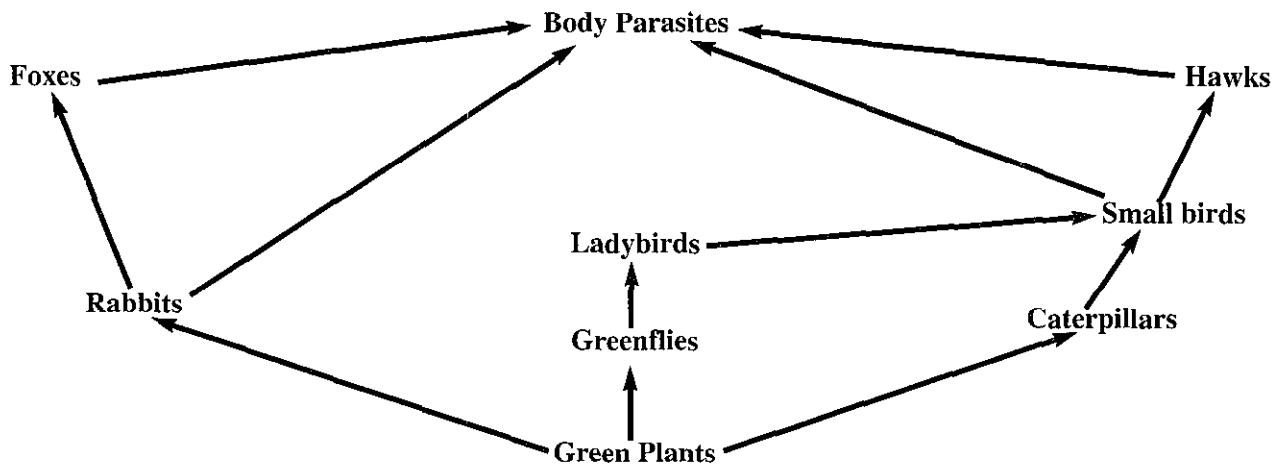 Body Parasites
Foxes
Hawks
Small birds
Ladybirds
Rabbits
Caterpillars
Greenflies
Green Plants